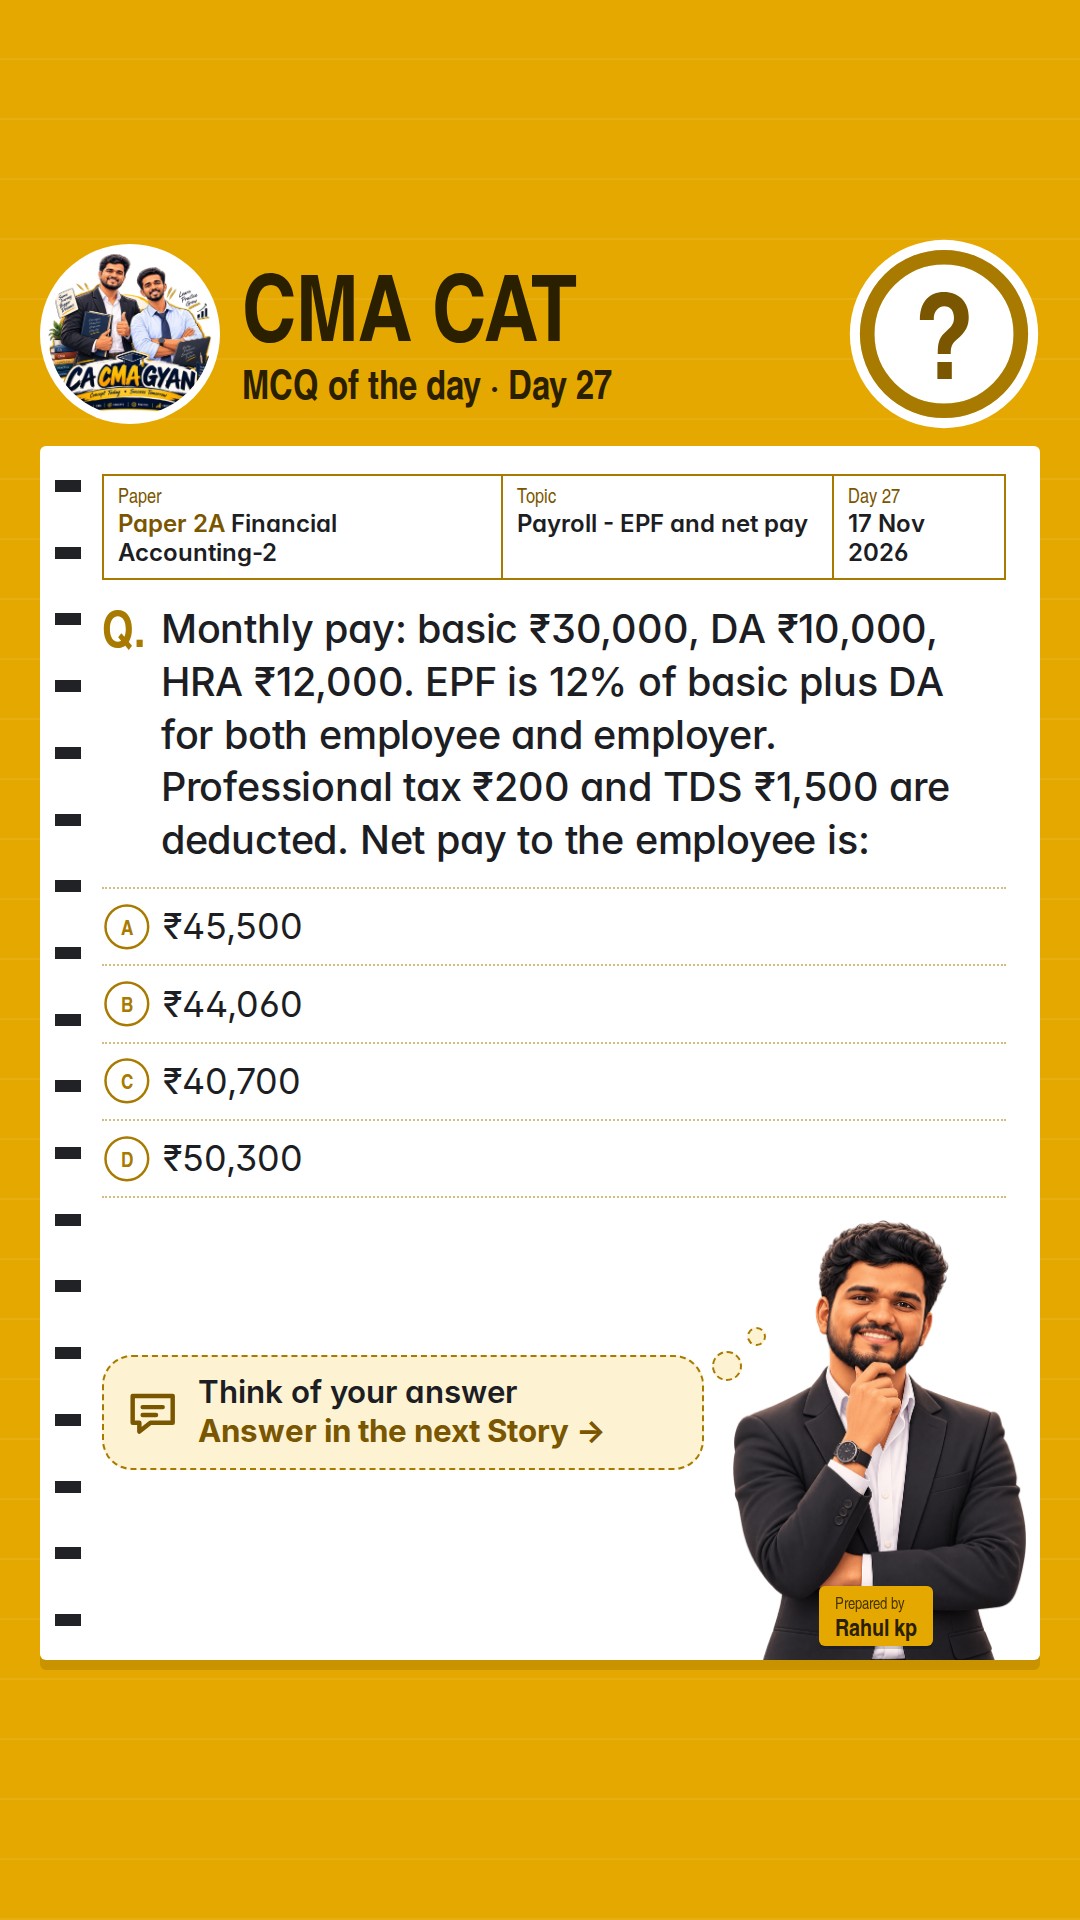 CA CMA GYAN
CMA CAT
MCQ of the day · Day 27
?
Paper
Paper 2A Financial
Accounting-2
Topic
Payroll - EPF and net pay
Day 27
17 Nov
2026
Q. Monthly pay: basic ₹30,000, DA ₹10,000,
HRA ₹12,000. EPF is 12% of basic plus DA
for both employee and employer.
Professional tax ₹200 and TDS ₹1,500 are
deducted. Net pay to the employee is:
A ₹45,500
B ₹44,060
C ₹40,700
D ₹50,300
Think of your answer
Answer in the next Story →
Prepared by
Rahul kp